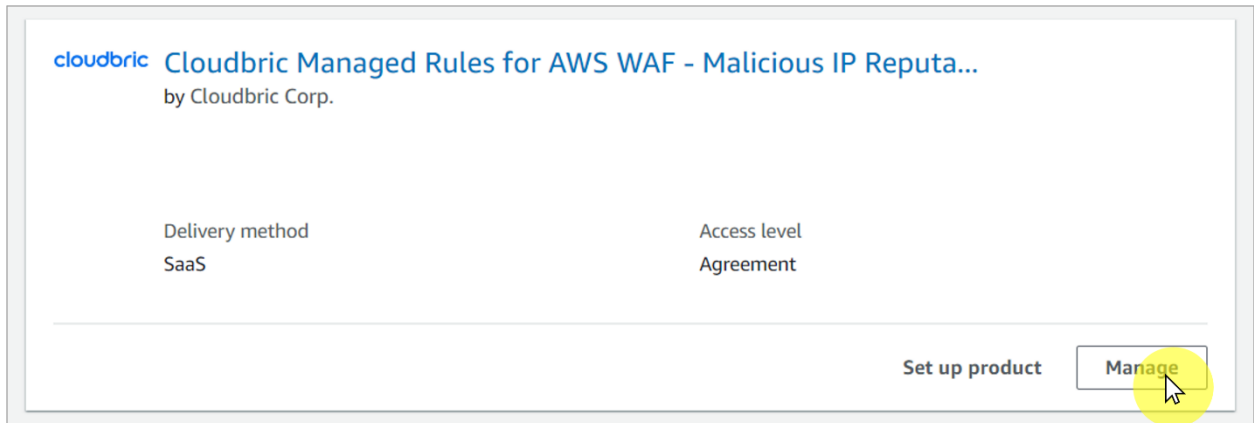 cloudbric Cloudbric Managed Rules for AWS WAF - Malicious IP Reputa...
by Cloudbric Corp.
Delivery method
SaaS
Access level
Agreement
Set up product
Manage